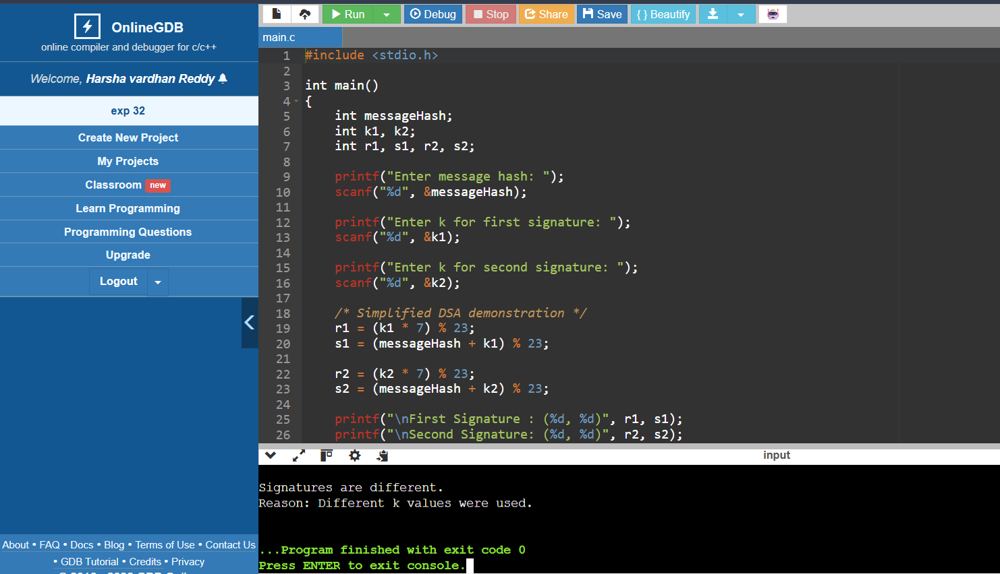 OnlineGDB
online compiler and debugger for c/c++
Welcome, Harsha vardhan Reddy
exp 32
Create New Project
My Projects
Classroom new
Learn Programming
Programming Questions
Upgrade
Logout
About • FAQ • Docs • Blog • Terms of Use • Contact Us
• GDB Tutorial • Credits • Privacy
Run Debug Stop Share Save { } Beautify
main.c
1 #include <stdio.h>
2
3 int main()
4 {
5     int messageHash;
6     int k1, k2;
7     int r1, s1, r2, s2;
8
9     printf("Enter message hash: ");
10     scanf("%d", &messageHash);
11
12     printf("Enter k for first signature: ");
13     scanf("%d", &k1);
14
15     printf("Enter k for second signature: ");
16     scanf("%d", &k2);
17
18     /* Simplified DSA demonstration */
19     r1 = (k1 * 7) % 23;
20     s1 = (messageHash + k1) % 23;
21
22     r2 = (k2 * 7) % 23;
23     s2 = (messageHash + k2) % 23;
24
25     printf("\nFirst Signature : (%d, %d)", r1, s1);
26     printf("\nSecond Signature: (%d, %d)", r2, s2);
input
Signatures are different.
Reason: Different k values were used.
...Program finished with exit code 0
Press ENTER to exit console.